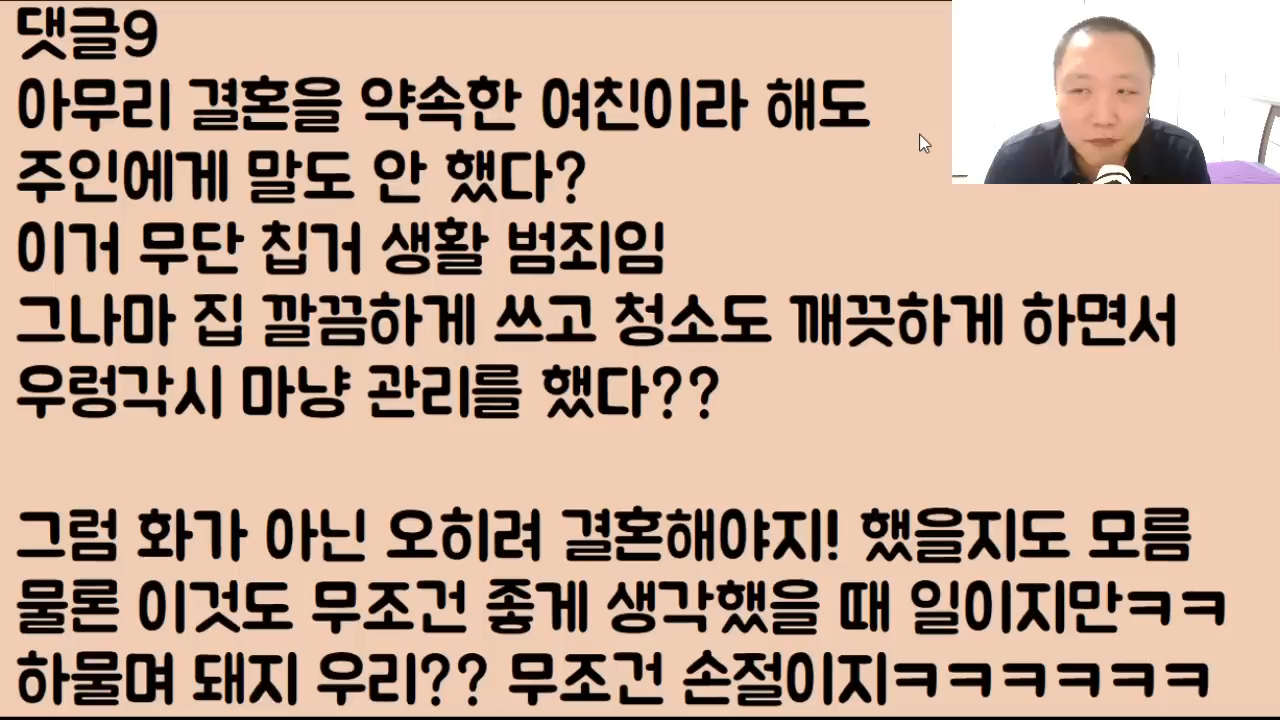 댓글9
아무리 결혼을 약속한 여친이라 해도
주인에게 말도 안 했다?
이거 무단 칩거 생활 범죄임
그나마 집 깔끔하게 쓰고 청소도 깨끗하게 하면서
우렁각시 마냥 관리를 했다??
그럼 화가 아닌 오히려 결혼해야지! 했을지도 모름
물론 이것도 무조건 좋게 생각했을 때 일이지만ㅋㅋ
하물며 돼지 우리?? 무조건 손절이지ㅋㅋㅋㅋㅋㅋ